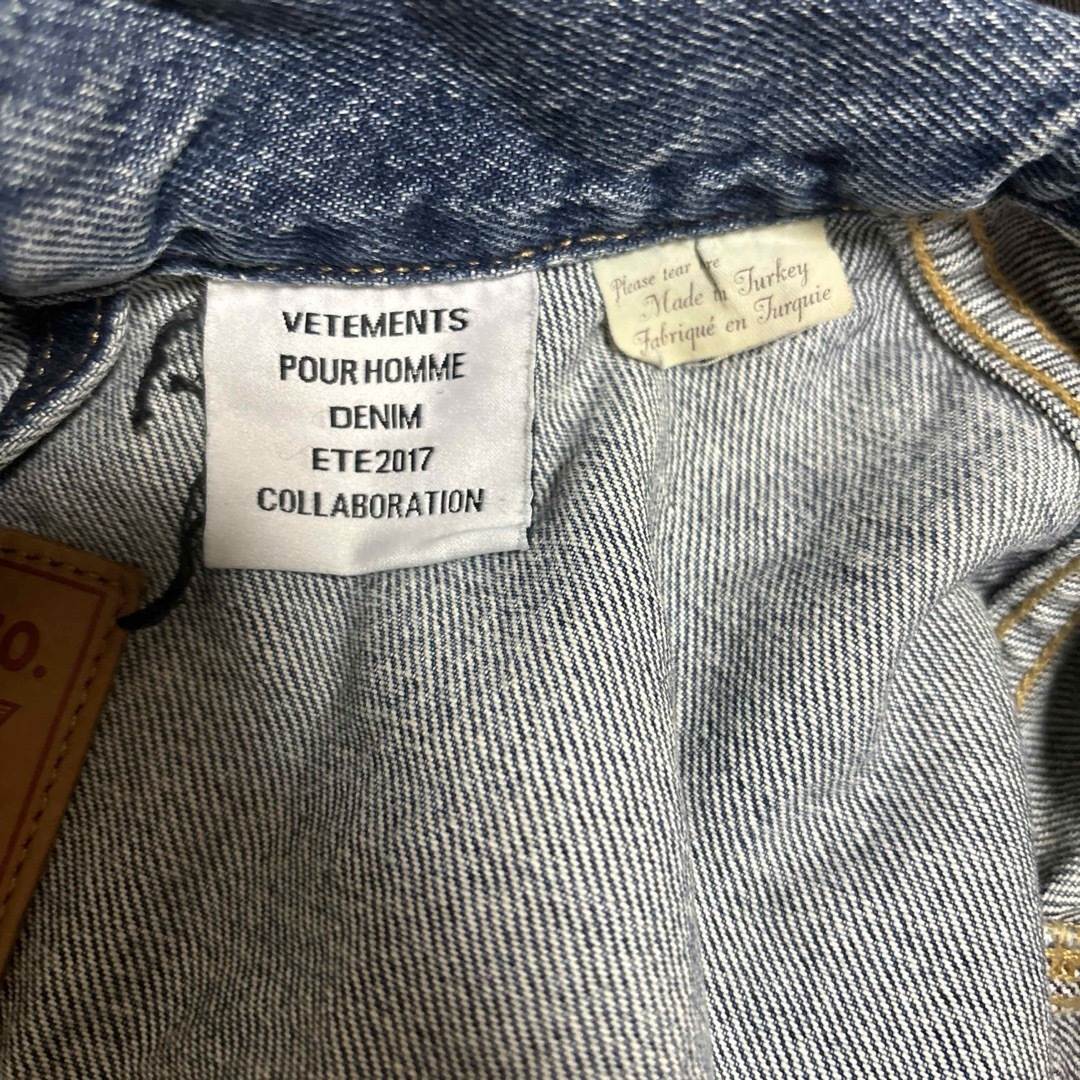 VETEMENTS
POUR HOMME
DENIM
ETE2017
COLLABORATION
Please tear
Made in Turkey
Fabriqué en Turquie
O.